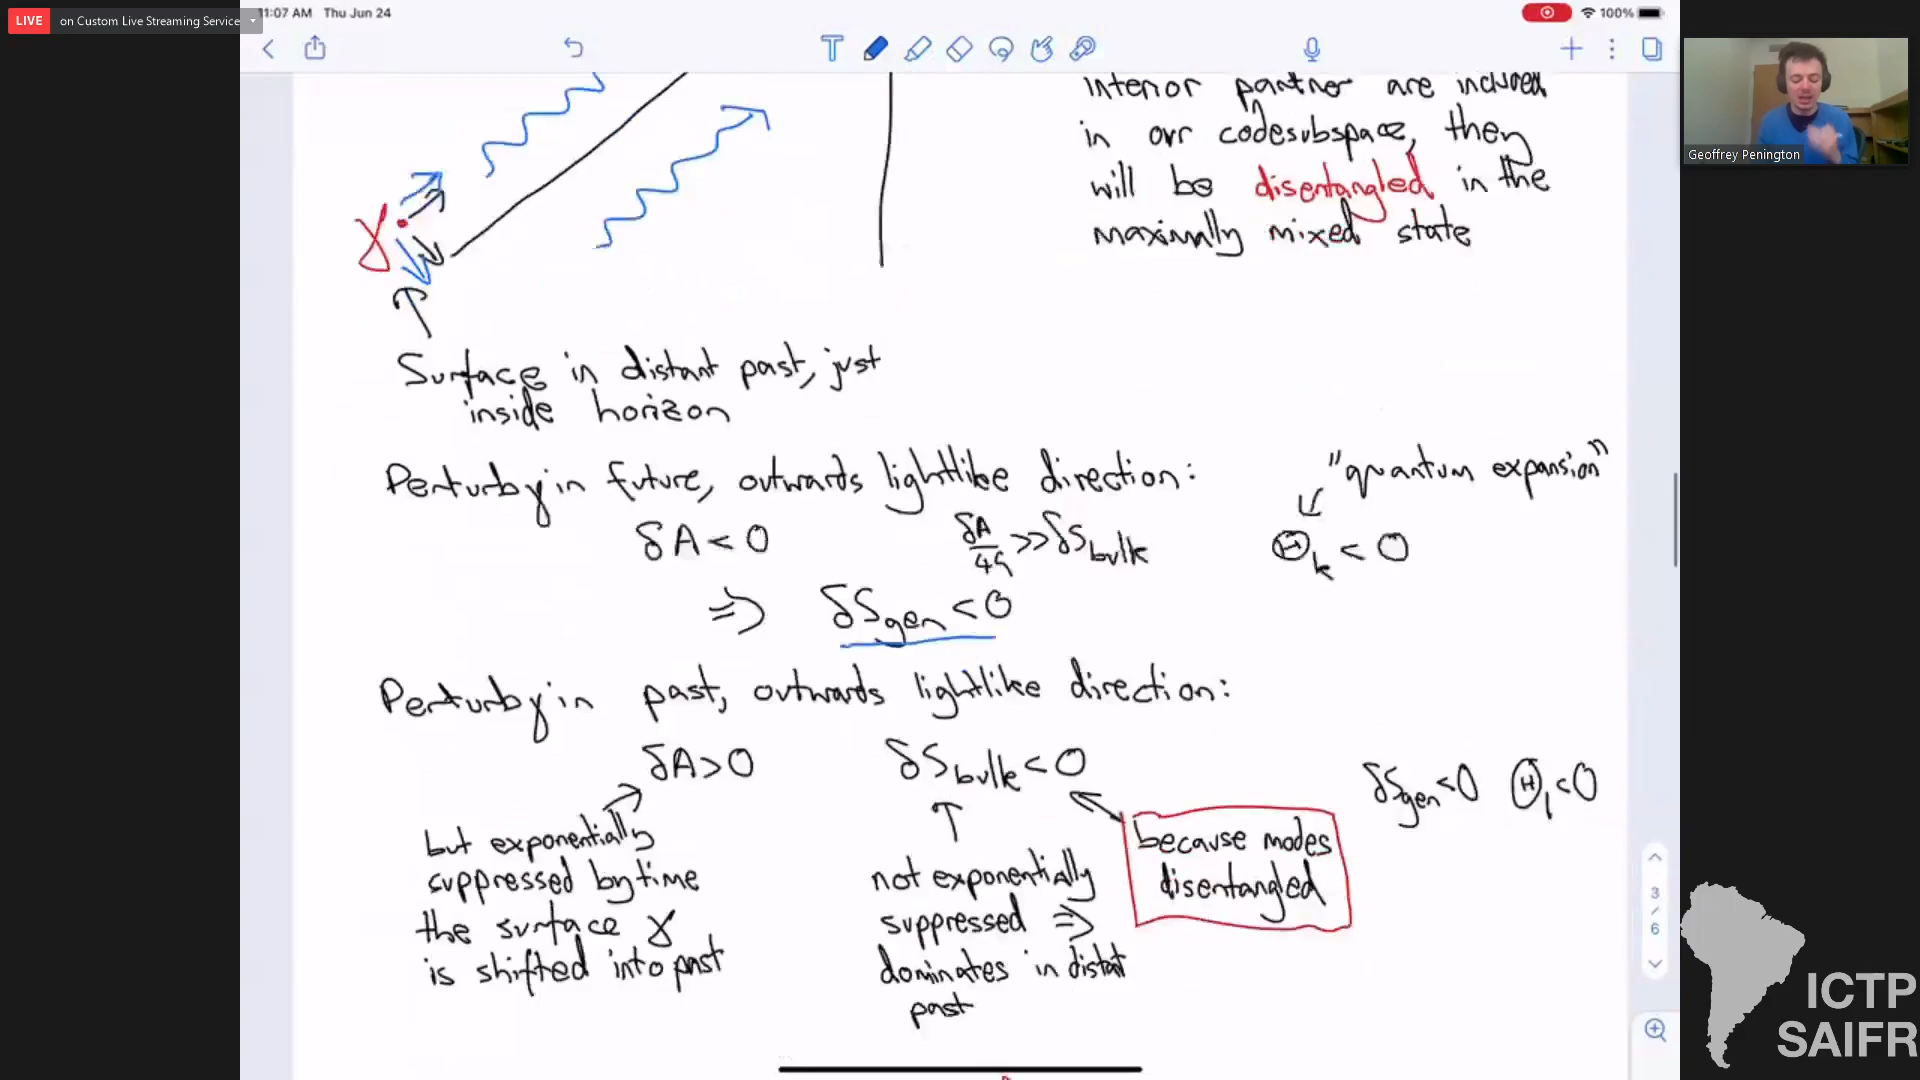 LIVE on Custom Live Streaming Service
11:07 AM Thu Jun 24
100%
Geoffrey Penington
interior partner are included
in our codesubspace, they
will be disentangled in the
maximally mixed state
γ
Surface in distant past, just
inside horizon
Perturb γ in future, outwards lightlike direction:
"quantum expansion"
δA < 0 δA/4G >> δS_bulk Θ_k < 0
=> δS_gen < 0
Perturb γ in past, outwards lightlike direction:
δA > 0 δS_bulk < 0 δS_gen < 0 Θ_l < 0
but exponentially
suppressed by time
the surface γ
is shifted into past
not exponentially
suppressed =>
dominates in distat
past
because modes
disentangled
3
/
6
ICTP
SAIFR